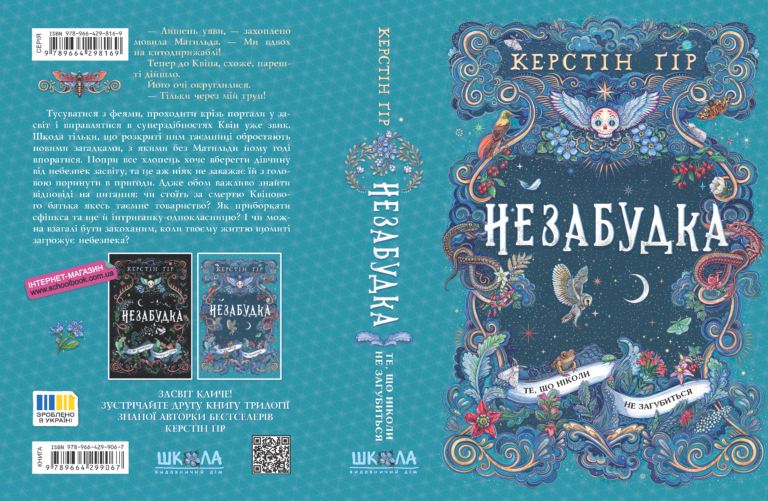 СЕРІЯ
ISBN 978-966-429-816-9
9 789664 298169
— Лишень уяви, — захоплено
мовила Матильда. — Ми вдвох
на китодирижаблі!
Тепер до Квіна, схоже, нареш-
ті дійшло.
Його очі округлилися.
— Тільки через мій труп!
Тусуватися з феями, проходити крізь портали у за-
світ і вправлятися в суперздібностях Квін уже звик.
Шкода тільки, що розкриті ним таємниці обростають
новими загадками, з якими без Матильди йому годі
впоратися. Попри все хлопець хоче вберегти дівчину
від небезпек засвіту, та це аж ніяк не заважає їй з голо-
вою поринути в пригоди. Адже обом важливо знайти
відповіді на питання: чи стоїть за смертю Квіново-
го батька якесь таємне товариство? Як приборкати
сфінкса та ще й інтриганку-однокласницю? І чи мож-
на взагалі бути закоханим, коли твоєму життю щомиті
загрожує небезпека?
ІНТЕРНЕТ-МАГАЗИН
www.schoolbook.com.ua
КЕРСТІН ҐІР
НЕЗАБУДКА
КЕРСТІН ҐІР
НЕЗАБУДКА
ЗРОБЛЕНО
В УКРАЇНІ
ЗАСВІТ КЛИЧЕ!
ЗУСТРІЧАЙТЕ ДРУГУ КНИГУ ТРИЛОГІЇ
ЗНАНОЇ АВТОРКИ БЕСТСЕЛЕРІВ
КЕРСТІН ҐІР
КНИГА
ISBN 978-966-429-906-7
9 789664 299067
ШКОЛА
видавничий дім
КЕРСТІН ҐІР
НЕЗАБУДКА
ТЕ, ЩО НІКОЛИ
НЕ ЗАГУБИТЬСЯ
ШКОЛА
видавничий дім
КЕРСТІН ҐІР
НЕЗАБУДКА
ТЕ, ЩО НІКОЛИ
НЕ ЗАГУБИТЬСЯ